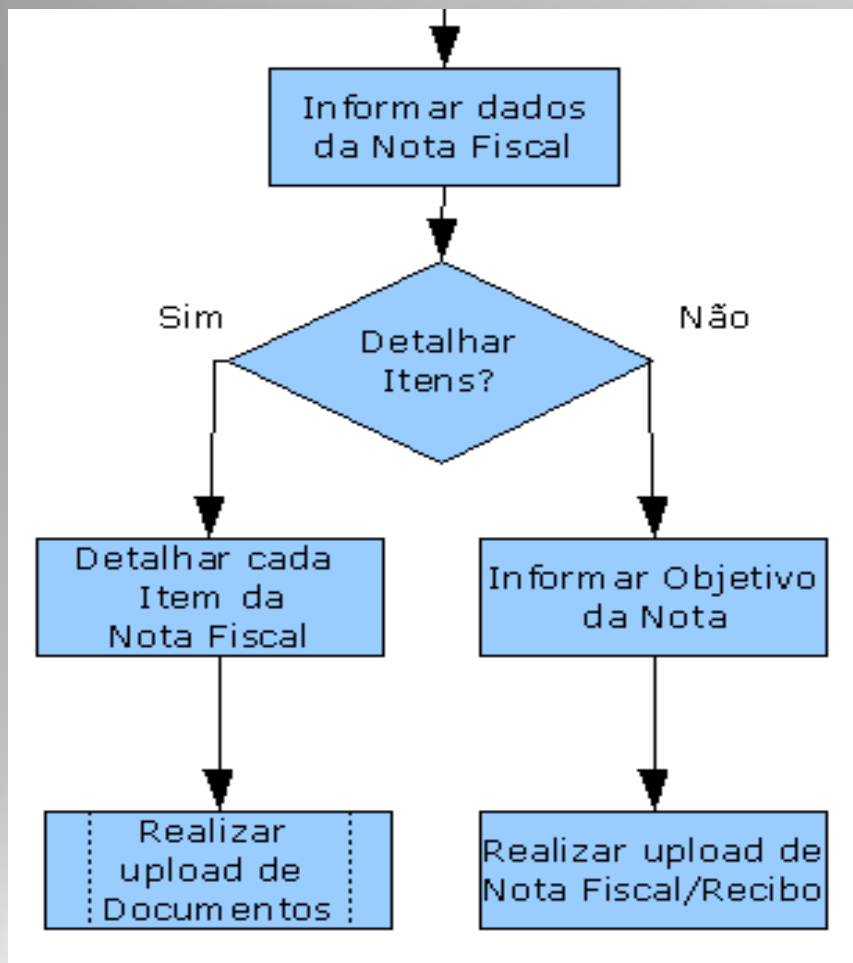 Informar dados
da Nota Fiscal
Sim
Não
Detalhar
Itens?
Detalhar cada
Item da
Nota Fiscal
Informar Objetivo
da Nota
Realizar
upload de
Documentos
Realizar upload de
Nota Fiscal/Recibo